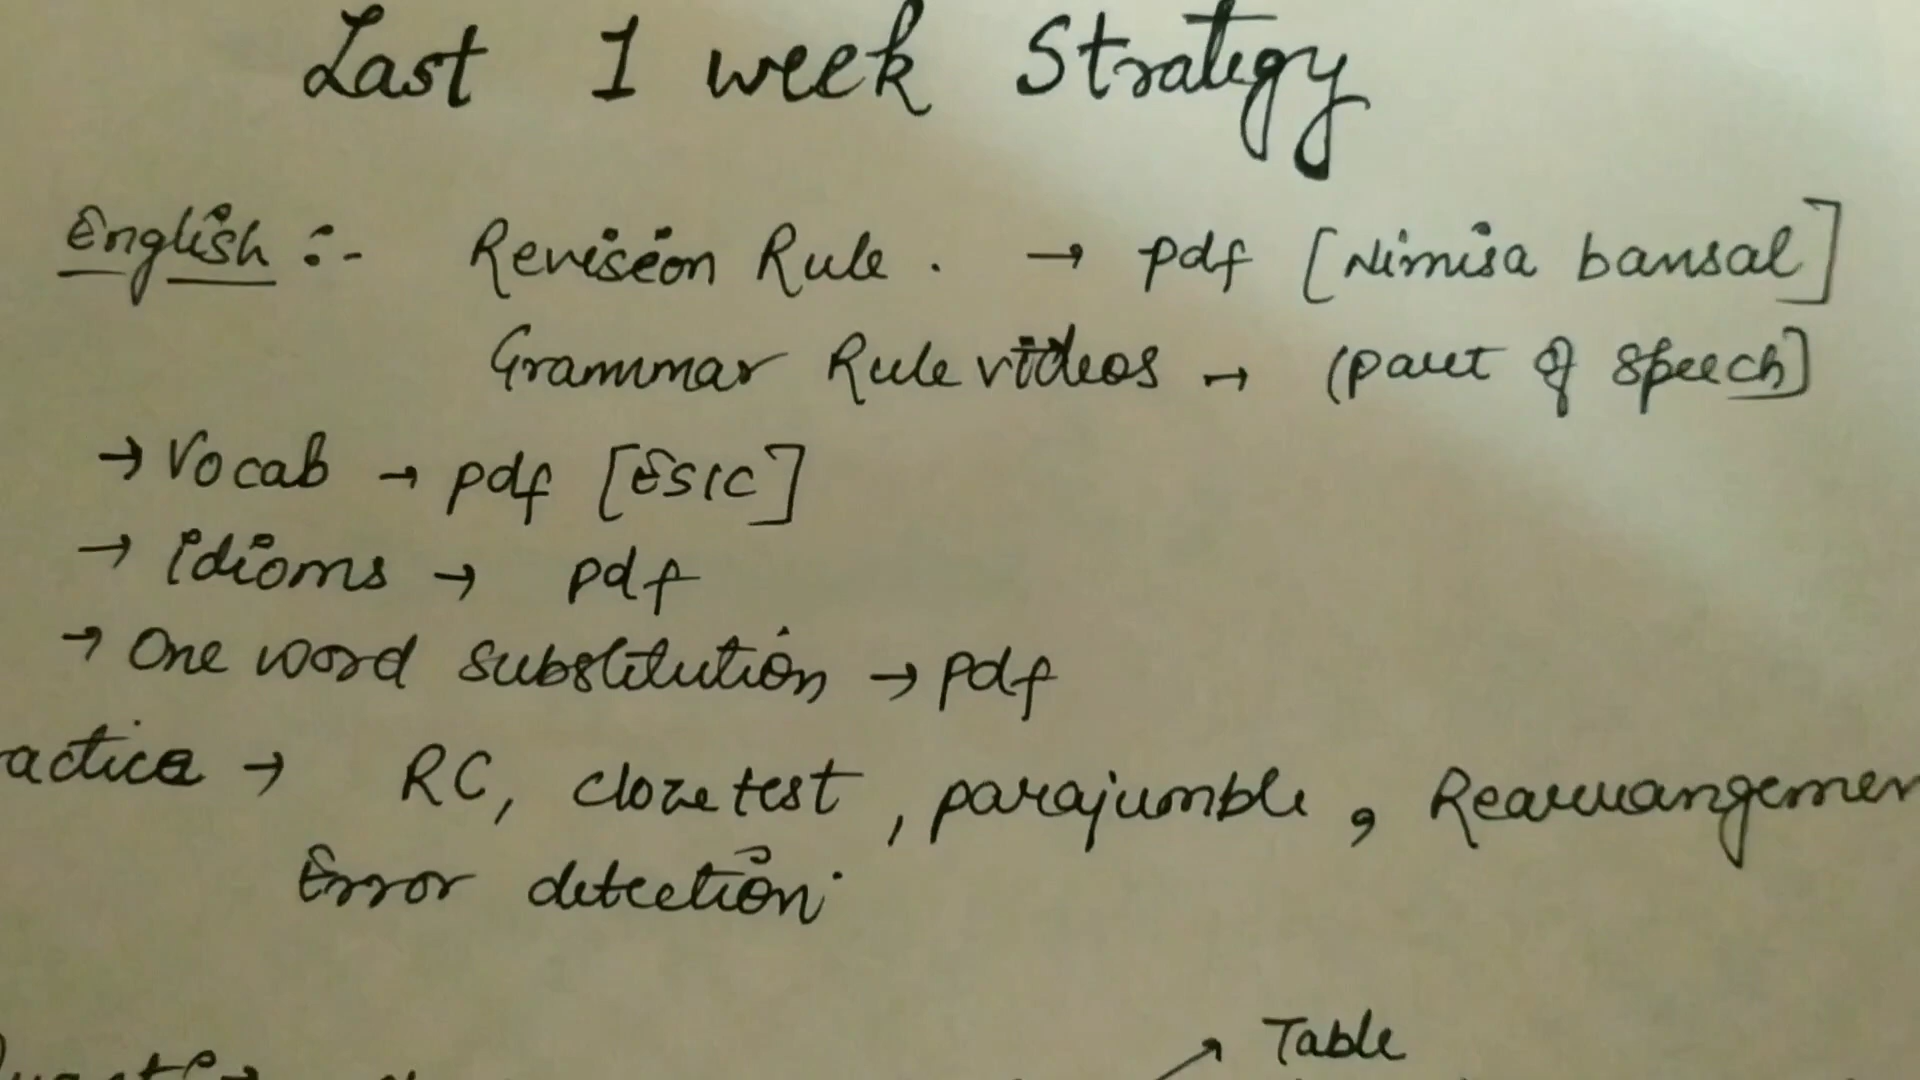 Last 1 week Strategy
English :- Revision Rule. → pdf [Nimisa bansal]
Grammar Rule videos → (part of speech]
→ Vocab → pdf [ESIC]
→ idioms → pdf
→ One word substitution → pdf
actice → RC, cloze test, parajumble, Rearrangemen
Error detection.
Table